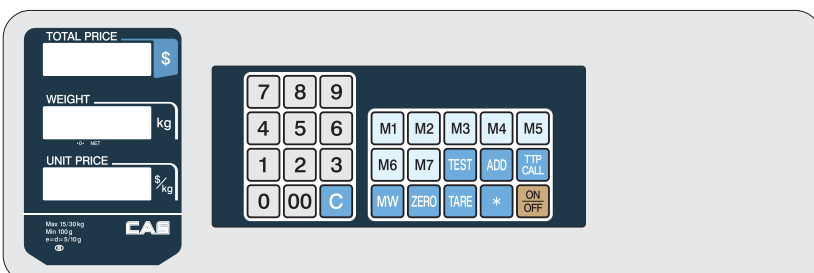 TOTAL PRICE
$
WEIGHT
kg
-0- NET
UNIT PRICE
$/kg
Max 15/30kg
Min 100g
e=d=5/10g
CAS
7 8 9
4 5 6
1 2 3
0 00 C
M1 M2 M3 M4 M5
M6 M7 TEST ADD TTP CALL
MW ZERO TARE * ON OFF